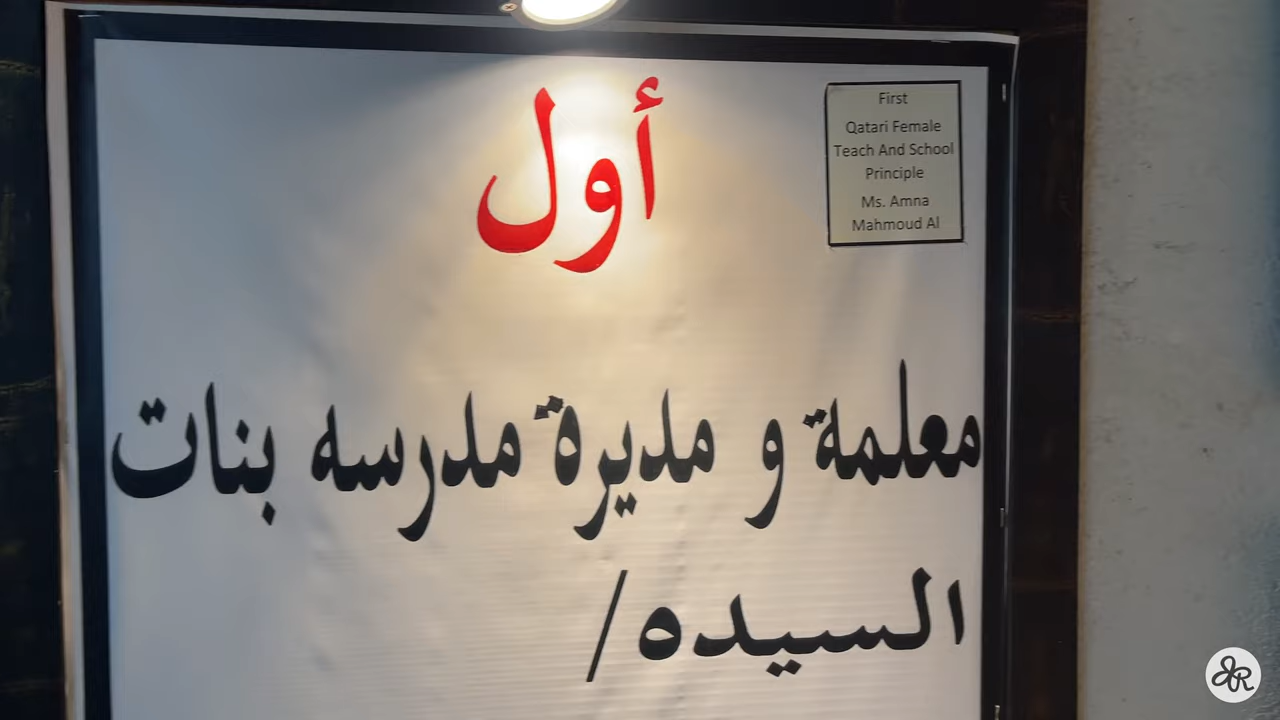 أول
First
Qatari Female
Teach And School
Principle
Ms. Amna
Mahmoud Al
معلمة و مديرة مدرسه بنات
السيده/